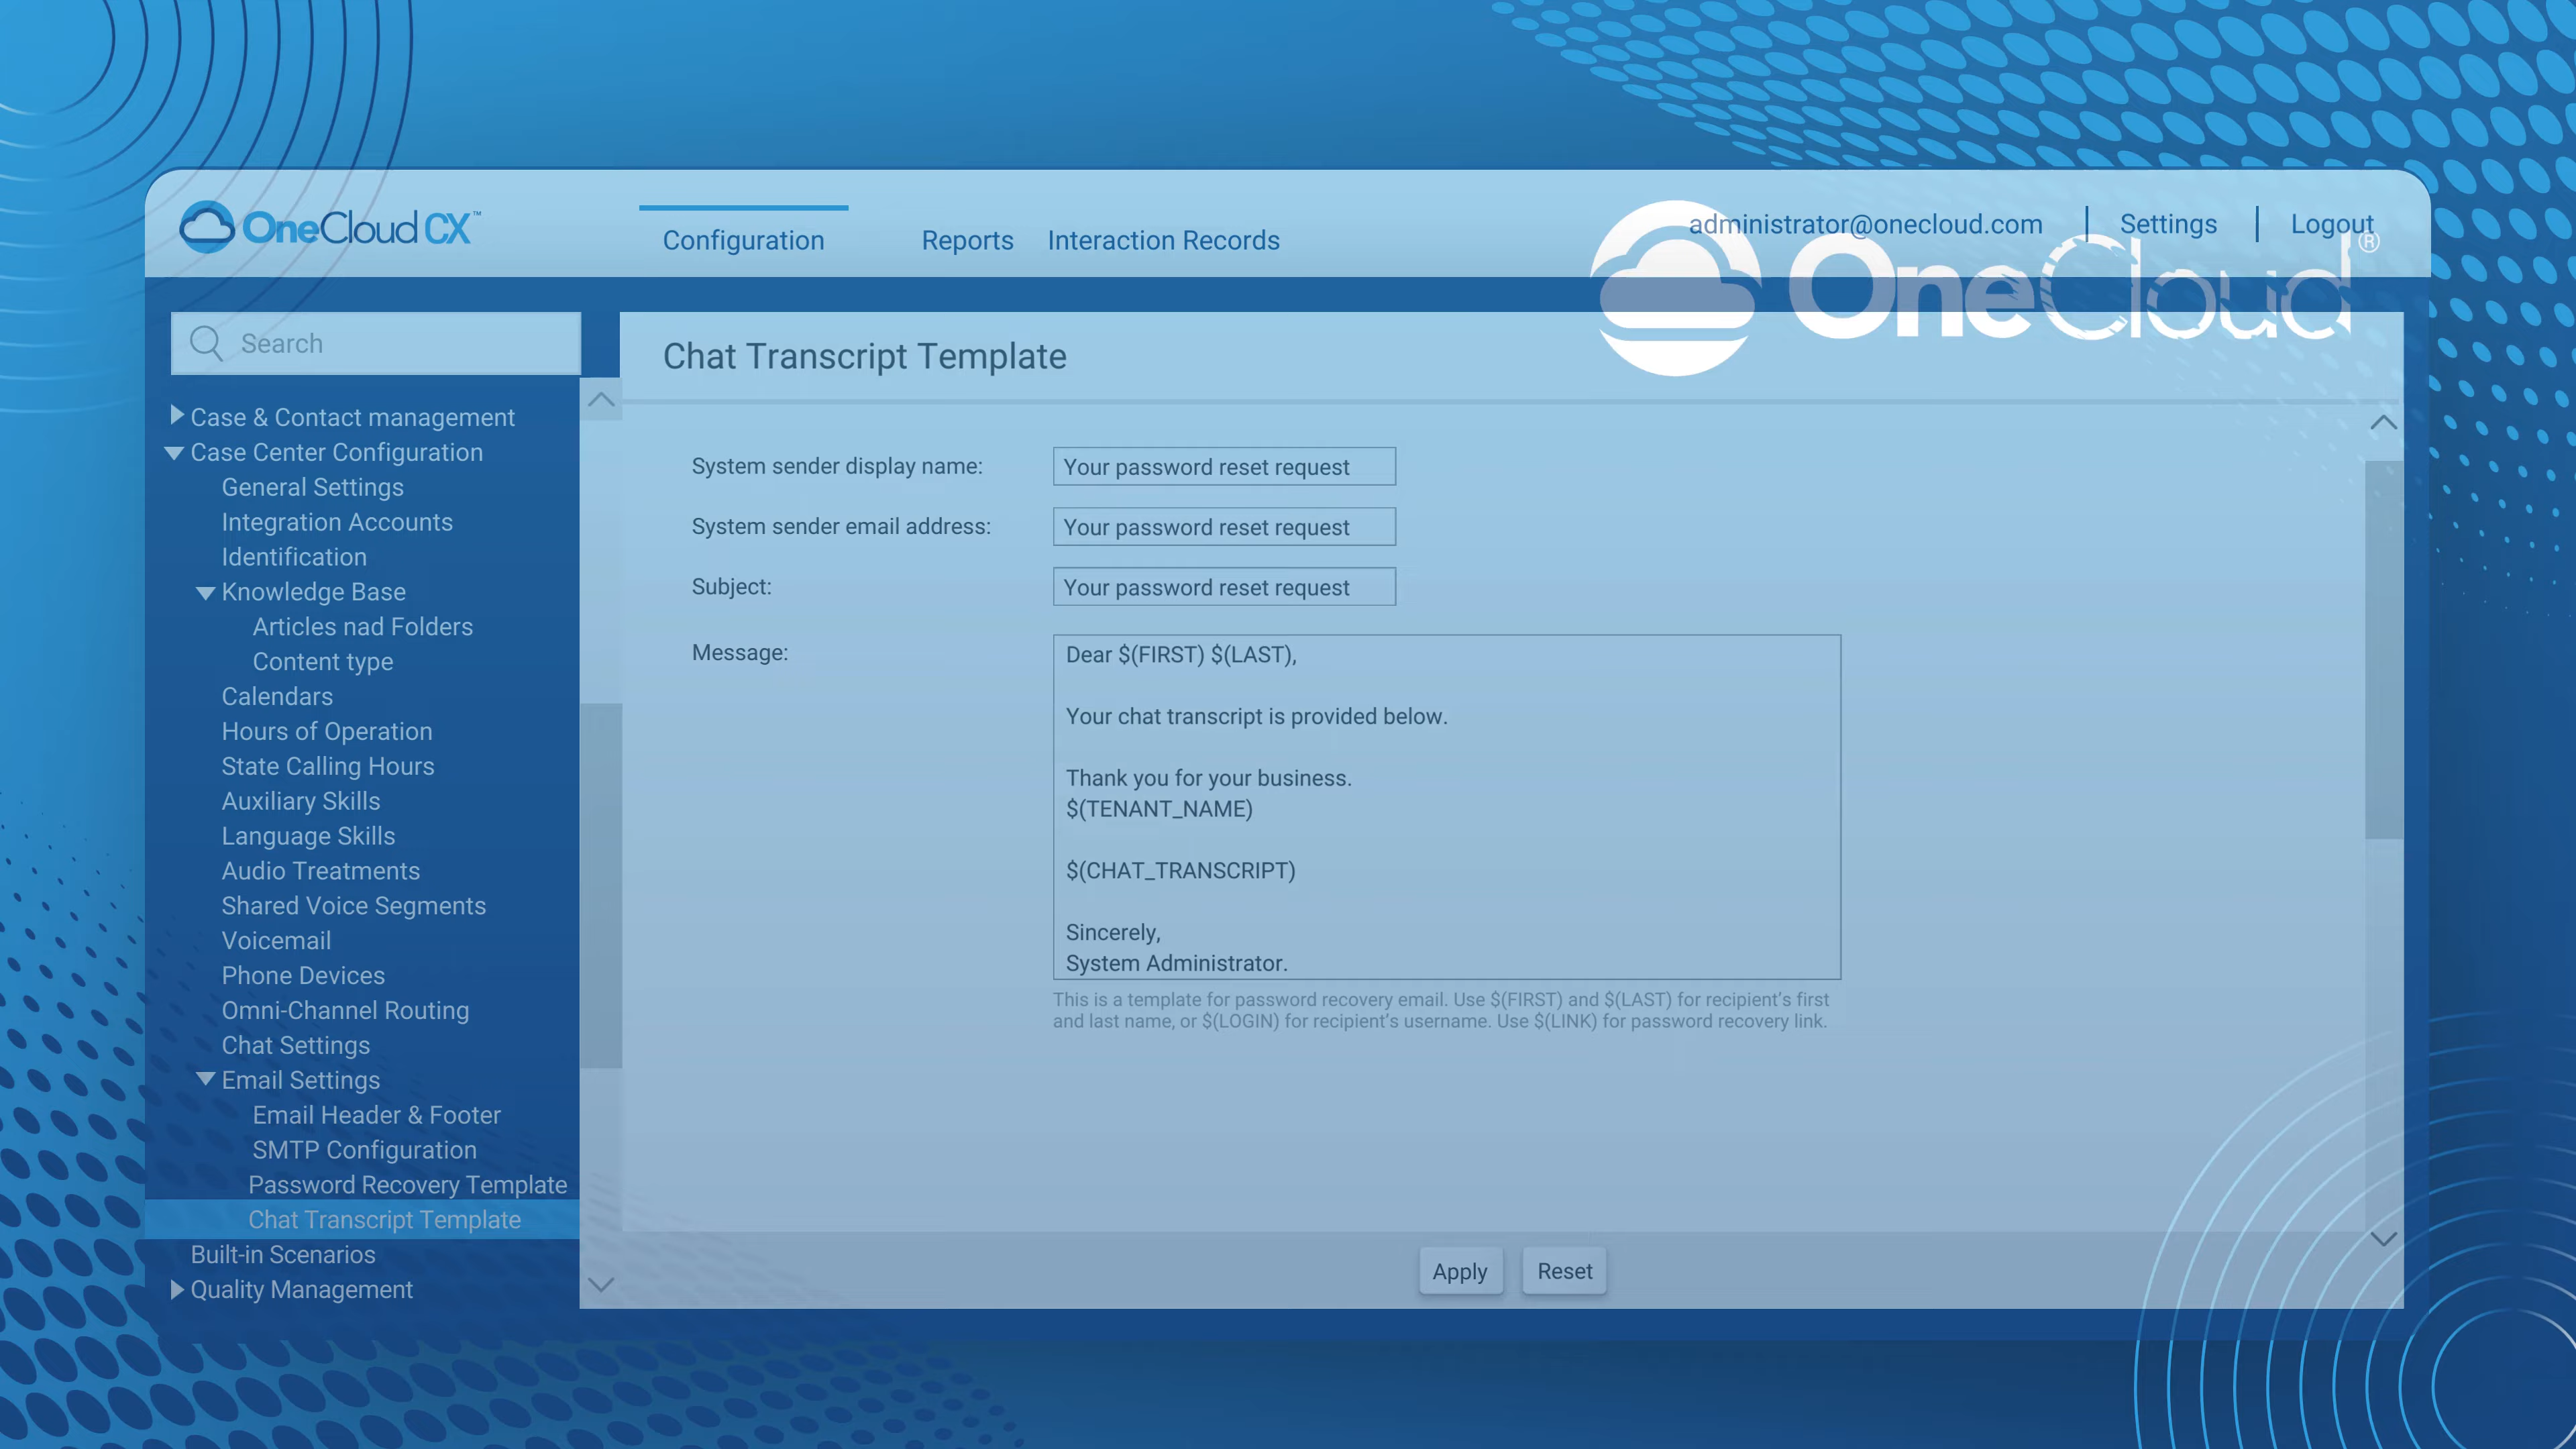 OneCloud CX™
Configuration
Reports
Interaction Records
administrator@onecloud.com
Settings
Logout
OneCloud®
Search
Case & Contact management
Case Center Configuration
General Settings
Integration Accounts
Identification
Knowledge Base
Articles nad Folders
Content type
Calendars
Hours of Operation
State Calling Hours
Auxiliary Skills
Language Skills
Audio Treatments
Shared Voice Segments
Voicemail
Phone Devices
Omni-Channel Routing
Chat Settings
Email Settings
Email Header & Footer
SMTP Configuration
Password Recovery Template
Chat Transcript Template
Built-in Scenarios
Quality Management
Chat Transcript Template
System sender display name:
Your password reset request
System sender email address:
Your password reset request
Subject:
Your password reset request
Message:
Dear $(FIRST) $(LAST),
Your chat transcript is provided below.
Thank you for your business.
$(TENANT_NAME)
$(CHAT_TRANSCRIPT)
Sincerely,
System Administrator.
This is a template for password recovery email. Use $(FIRST) and $(LAST) for recipient's first
and last name, or $(LOGIN) for recipient's username. Use $(LINK) for password recovery link.
Apply
Reset